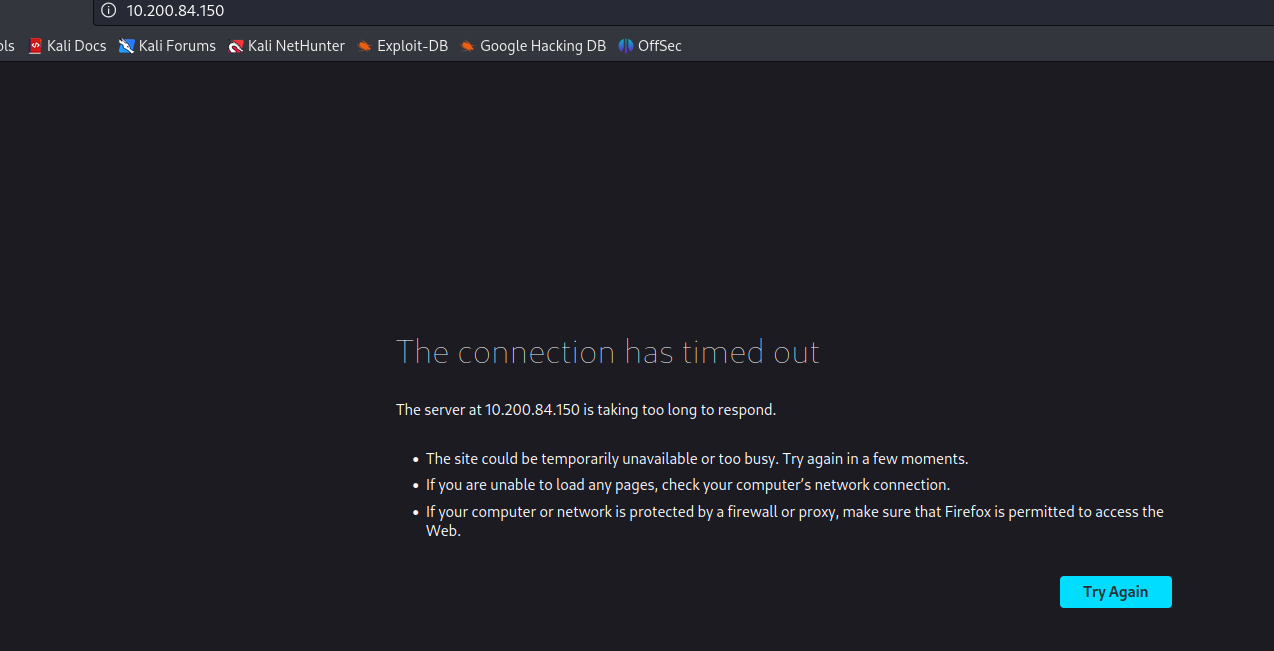 10.200.84.150
ols Kali Docs Kali Forums Kali NetHunter Exploit-DB Google Hacking DB OffSec
The connection has timed out
The server at 10.200.84.150 is taking too long to respond.
• The site could be temporarily unavailable or too busy. Try again in a few moments.
• If you are unable to load any pages, check your computer’s network connection.
• If your computer or network is protected by a firewall or proxy, make sure that Firefox is permitted to access the
Web.
Try Again